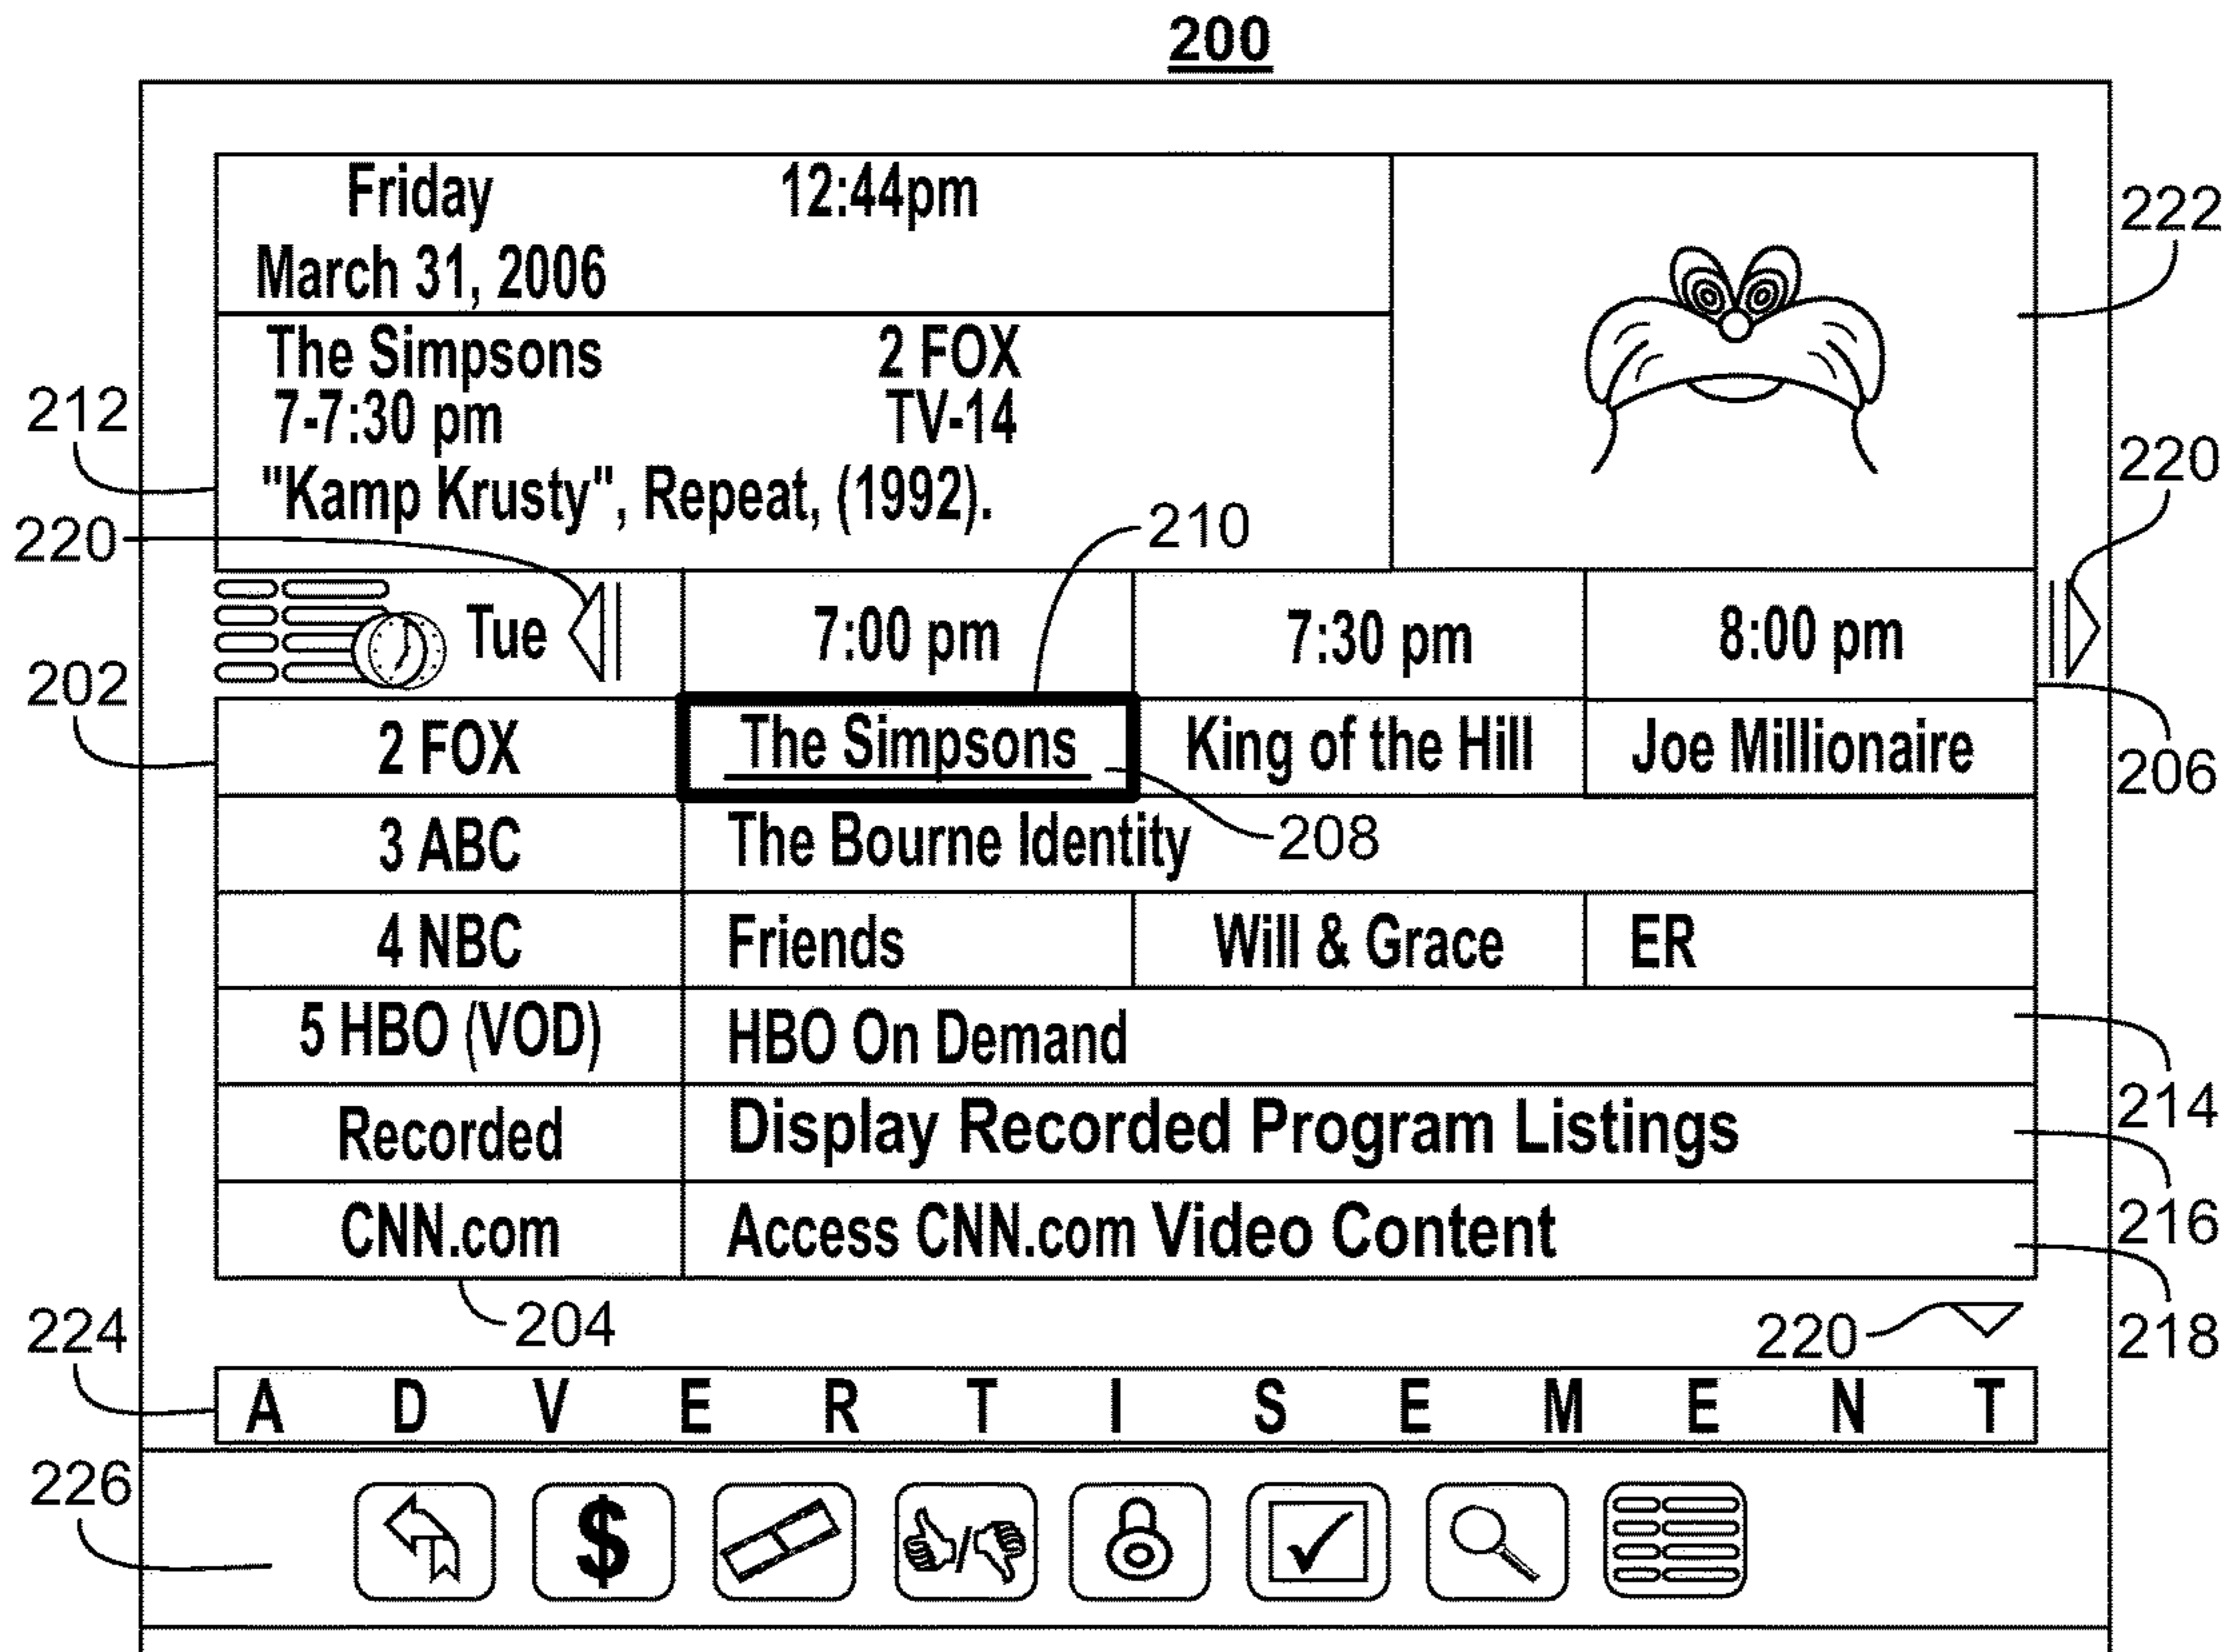 200
Friday 12:44pm
March 31, 2006
222
The Simpsons 2 FOX
212 7-7:30 pm TV-14
220
"Kamp Krusty", Repeat, (1992).
220 210
Tue 7:00 pm 7:30 pm 8:00 pm
202
2 FOX The Simpsons King of the Hill Joe Millionaire
206
3 ABC The Bourne Identity 208
4 NBC Friends Will & Grace ER
5 HBO (VOD) HBO On Demand
214
Recorded Display Recorded Program Listings
216
CNN.com Access CNN.com Video Content
204
224 220 218
A D V E R T I S E M E N T
226
$ /